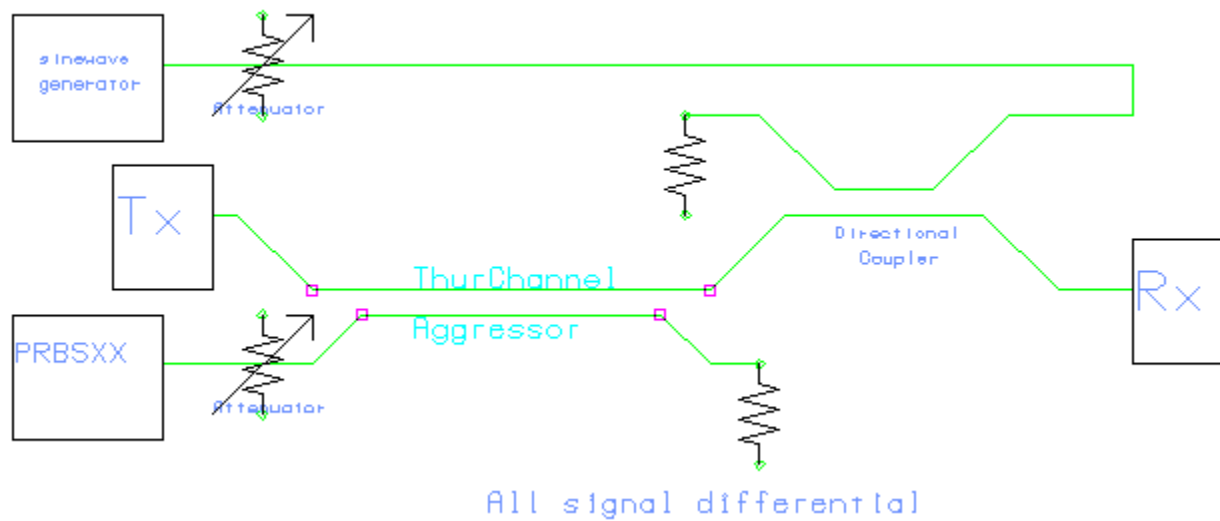 sinewave
generator
Attenuator
Tx
Directional
Coupler
ThurChannel
Rx
Aggressor
PRBSXX
Attenuator
All signal differential